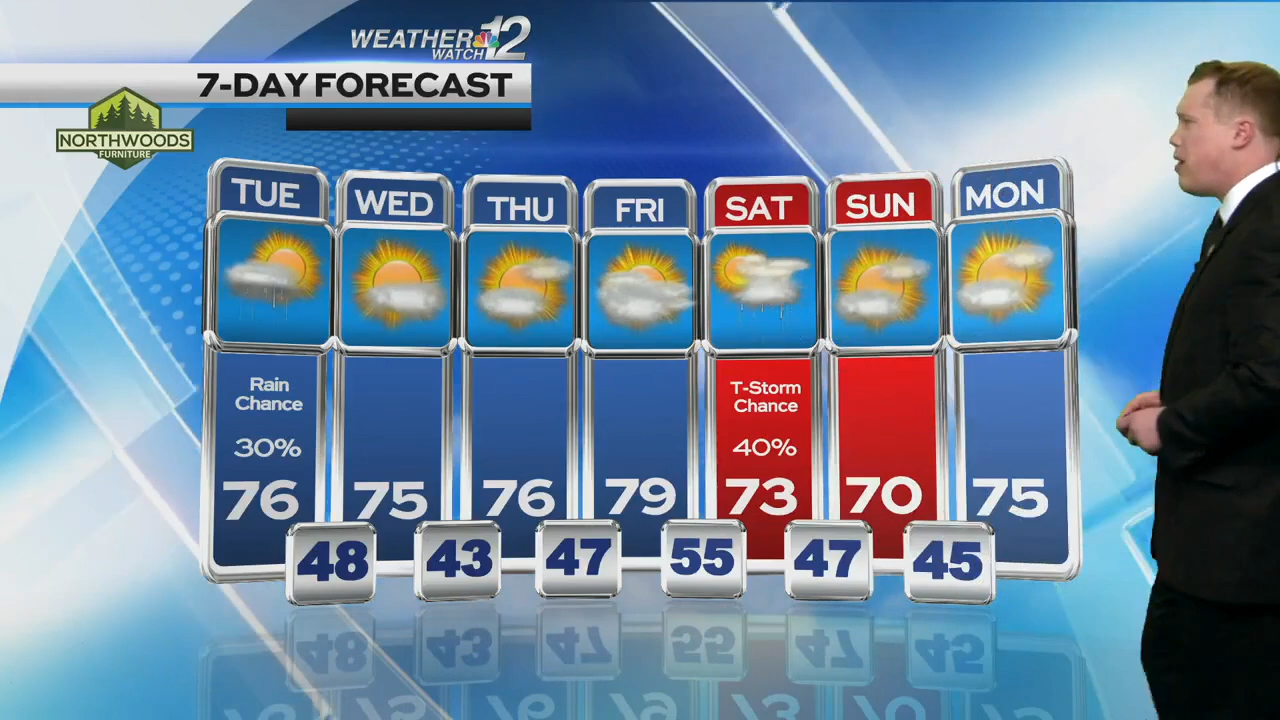 WEATHER
WATCH 12
7-DAY FORECAST
NORTHWOODS
FURNITURE
TUE WED THU FRI SAT SUN MON
Rain
Chance
30%
T-Storm
Chance
40%
76 75 76 79 73 70 75
48 43 47 55 47 45